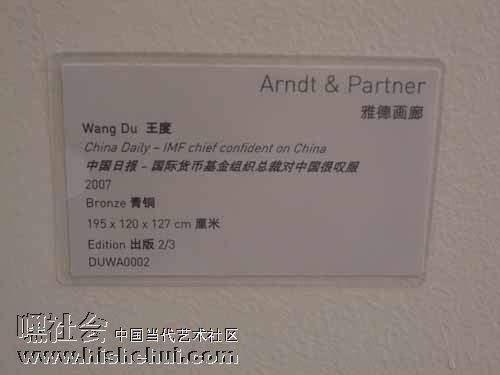 Arndt & Partner
雅德画廊
Wang Du 王度
China Daily – IMF chief confident on China
中国日报 – 国际货币基金组织总裁对中国很叹服
2007
Bronze 青铜
195 x 120 x 127 cm 厘米
Edition 出版 2/3
DUWA0002
嘿社会 中国当代艺术社区
www.hishehui.com